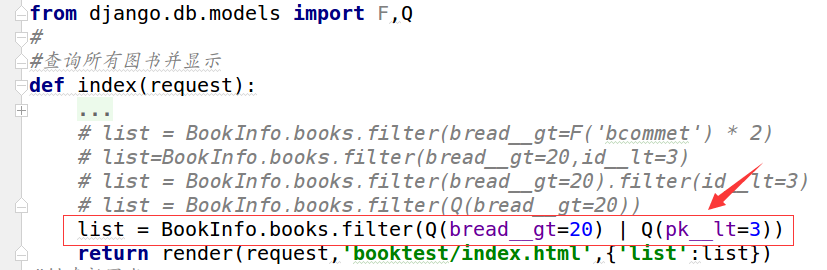 from django.db.models import F,Q
#
#查询所有图书并显示
def index(request):
    ...
    # list = BookInfo.books.filter(bread__gt=F('bcommet') * 2)
    # list=BookInfo.books.filter(bread__gt=20,id__lt=3)
    # list = BookInfo.books.filter(bread__gt=20).filter(id__lt=3)
    # list = BookInfo.books.filter(Q(bread__gt=20))
    list = BookInfo.books.filter(Q(bread__gt=20) | Q(pk__lt=3))
    return render(request,'booktest/index.html',{'list':list})